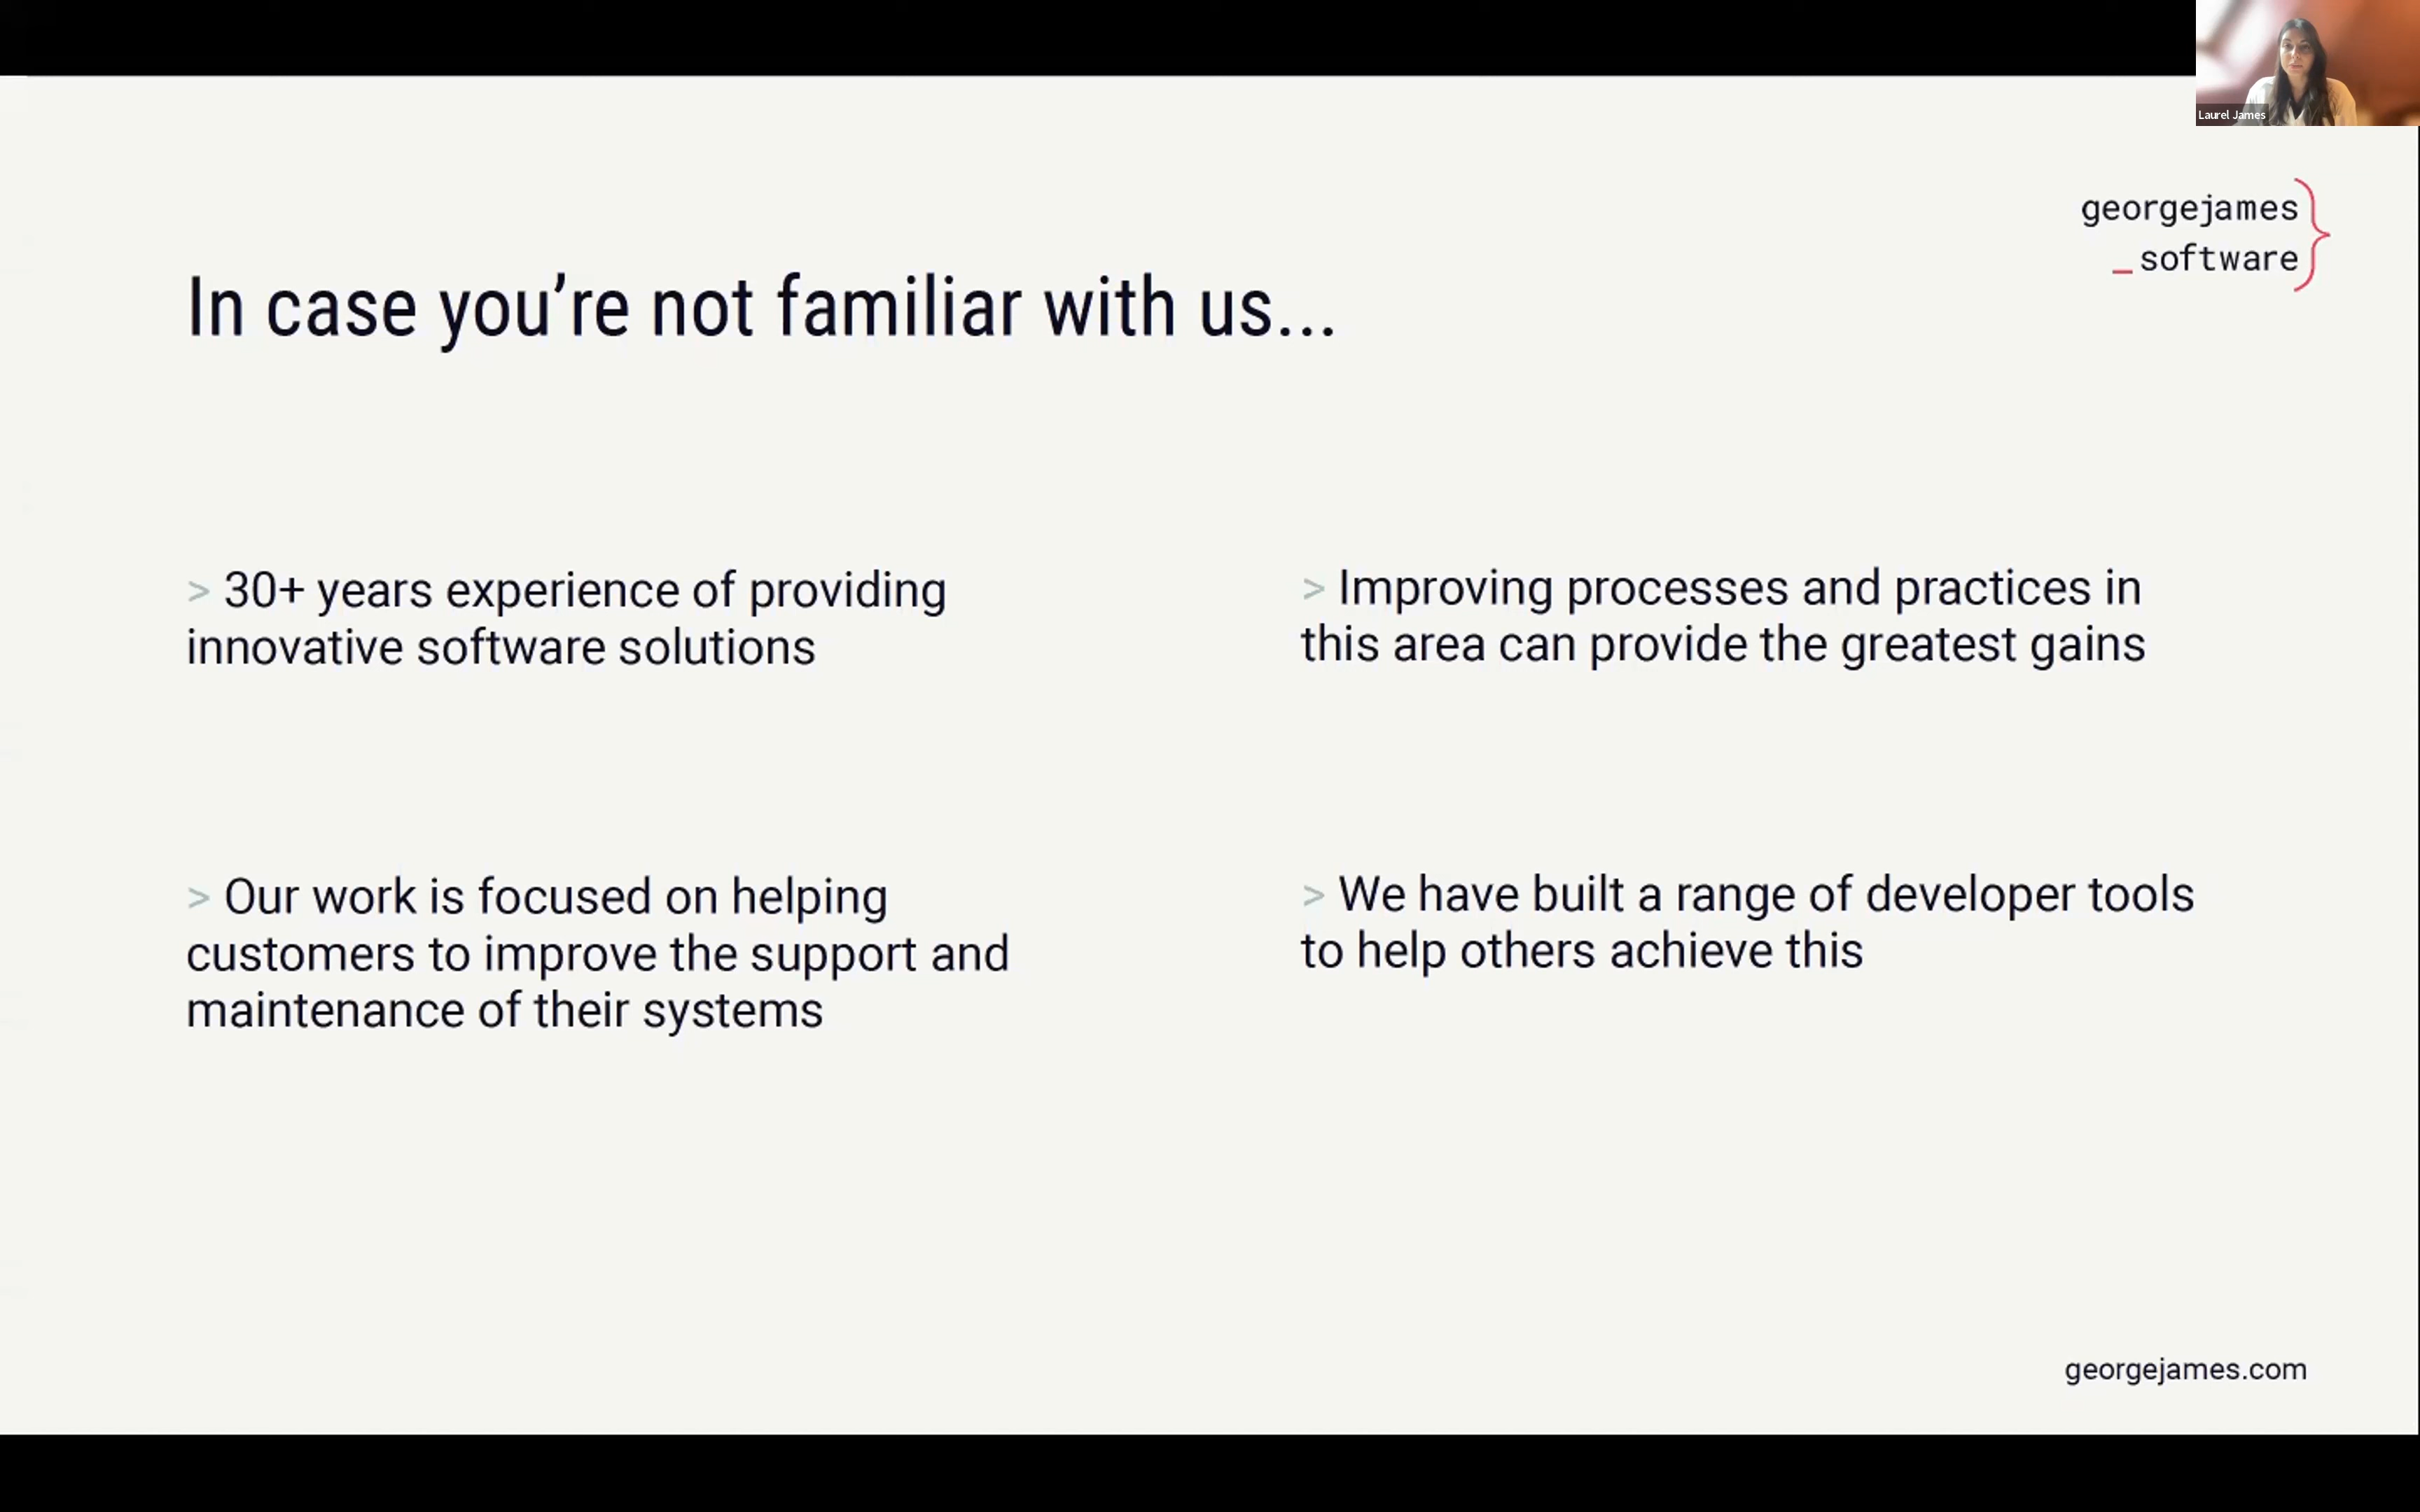 Laurel James
georgejames
_software
In case you’re not familiar with us...
> 30+ years experience of providing
innovative software solutions
> Our work is focused on helping
customers to improve the support and
maintenance of their systems
> Improving processes and practices in
this area can provide the greatest gains
> We have built a range of developer tools
to help others achieve this
georgejames.com